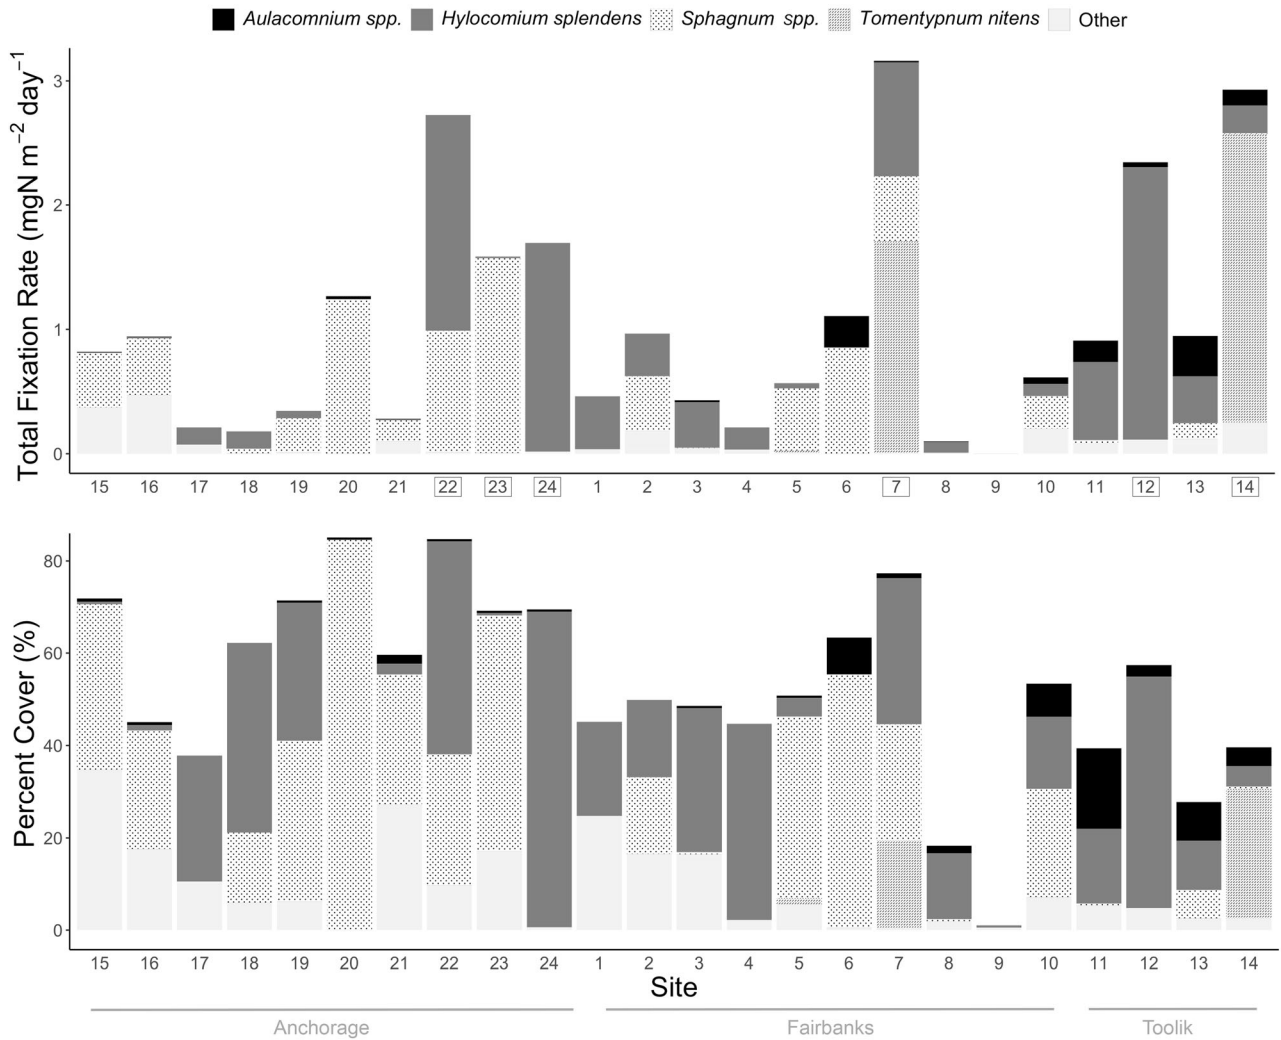 Aulacomnium spp. Hylocomium splendens Sphagnum spp. Tomentypnum nitens Other
Total Fixation Rate (mgN m−2 day−1)
3
2
1
0
15 16 17 18 19 20 21 22 23 24 1 2 3 4 5 6 7 8 9 10 11 12 13 14
Percent Cover (%)
80
60
40
20
0
15 16 17 18 19 20 21 22 23 24 1 2 3 4 5 6 7 8 9 10 11 12 13 14
Site
Anchorage Fairbanks Toolik